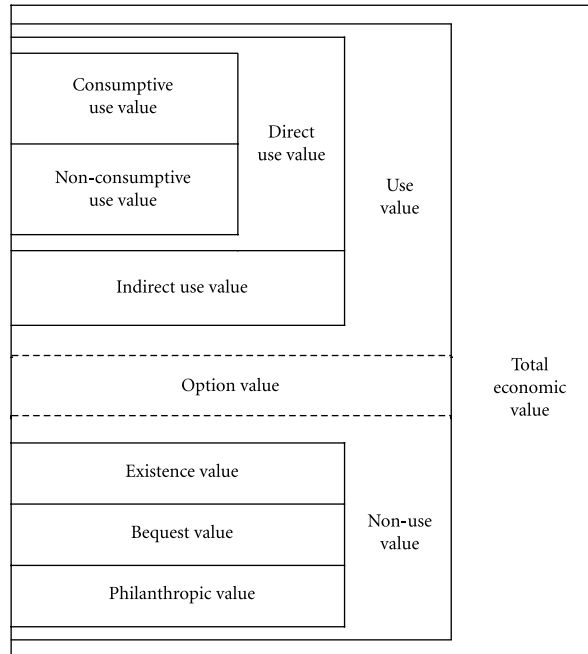 Consumptive
use value
Non-consumptive
use value
Direct
use value
Indirect use value
Use
value
Option value
Existence value
Bequest value
Philanthropic value
Non-use
value
Total
economic
value